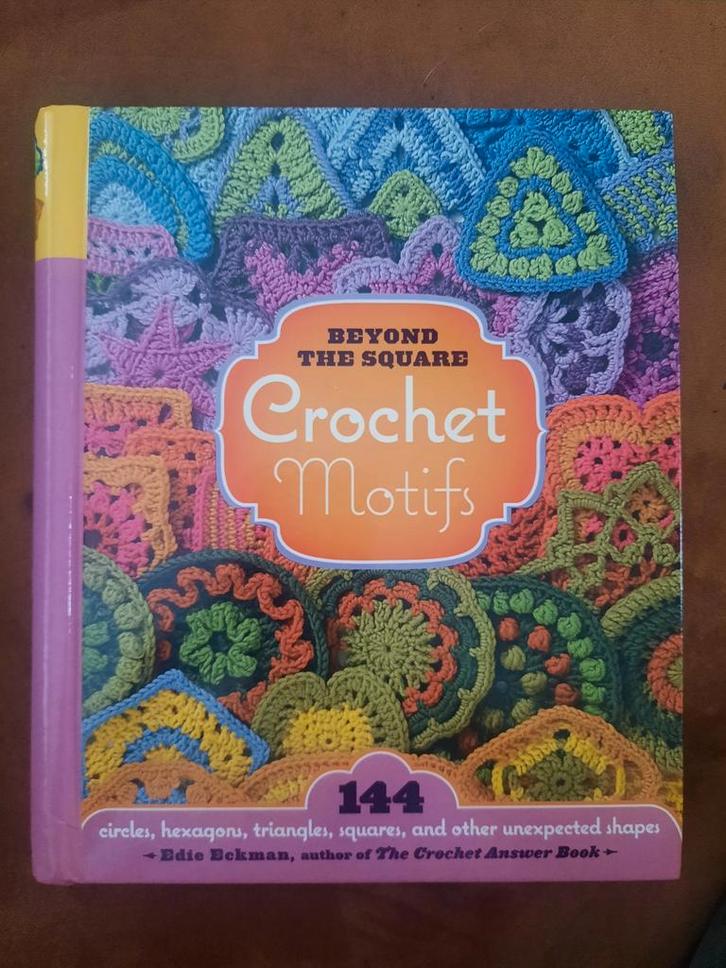 BEYOND
THE SQUARE
Crochet
Motifs
144
circles, hexagons, triangles, squares, and other unexpected shapes
Edie Eckman, author of The Crochet Answer Book